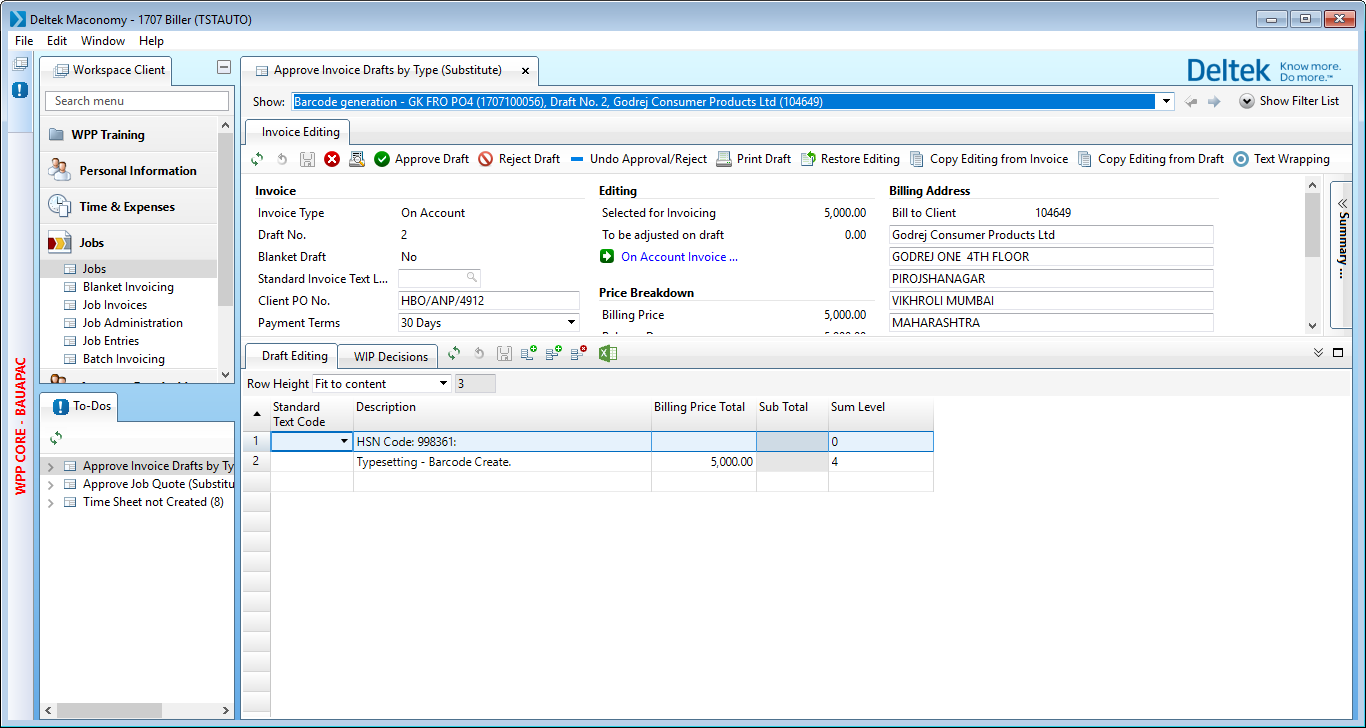 Deltek Maconomy - 1707 Biller (TSTAUTO)
File Edit Window Help
WPP CORE - BAUAPAC
Workspace Client
Search menu
WPP Training
Personal Information
Time & Expenses
Jobs
Jobs
Blanket Invoicing
Job Invoices
Job Administration
Job Entries
Batch Invoicing
To-Dos
Approve Invoice Drafts by Ty
Approve Job Quote (Substitu
Time Sheet not Created (8)
Approve Invoice Drafts by Type (Substitute)
Deltek Know more.
Do more.™
Show: Barcode generation - GK FRO PO4 (1707100056), Draft No. 2, Godrej Consumer Products Ltd (104649) Show Filter List
Invoice Editing
Approve Draft Reject Draft Undo Approval/Reject Print Draft Restore Editing Copy Editing from Invoice Copy Editing from Draft Text Wrapping
Invoice
Invoice Type On Account
Draft No. 2
Blanket Draft No
Standard Invoice Text L...
Client PO No. HBO/ANP/4912
Payment Terms 30 Days
Editing
Selected for Invoicing 5,000.00
To be adjusted on draft 0.00
On Account Invoice ...
Price Breakdown
Billing Price 5,000.00
Billing Address
Bill to Client 104649
Godrej Consumer Products Ltd
GODREJ ONE 4TH FLOOR
PIROJSHANAGAR
VIKHROLI MUMBAI
MAHARASHTRA
Summary ...
Draft Editing WIP Decisions
Row Height Fit to content 3
Standard Text Code Description Billing Price Total Sub Total Sum Level
1 HSN Code: 998361: 0
2 Typesetting - Barcode Create. 5,000.00 4